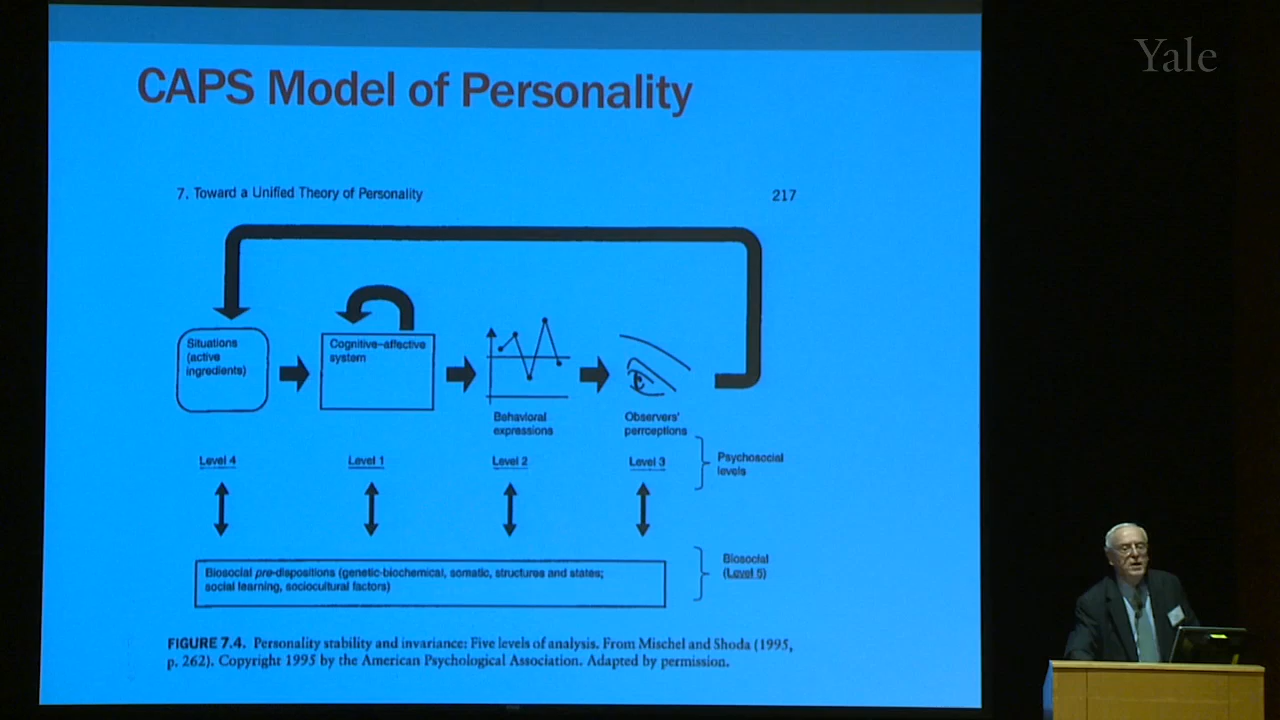 Yale
CAPS Model of Personality
7. Toward a Unified Theory of Personality
217
Situations
(active
ingredients)
Cognitive–affective
system
Behavioral
expressions
Observers'
perrceptions
Level 4
Level 1
Level 2
Level 3
Psychosocial
levels
Biosocial pre-dispositions (genetic-biochemical, somatic, structures and states;
social learning, sociocultural factors)
Biosocial
(Level 5)
FIGURE 7.4. Personality stability and invariance: Five levels of analysis. From Mischel and Shoda (1995,
p. 262). Copyright 1995 by the American Psychological Association. Adapted by permission.